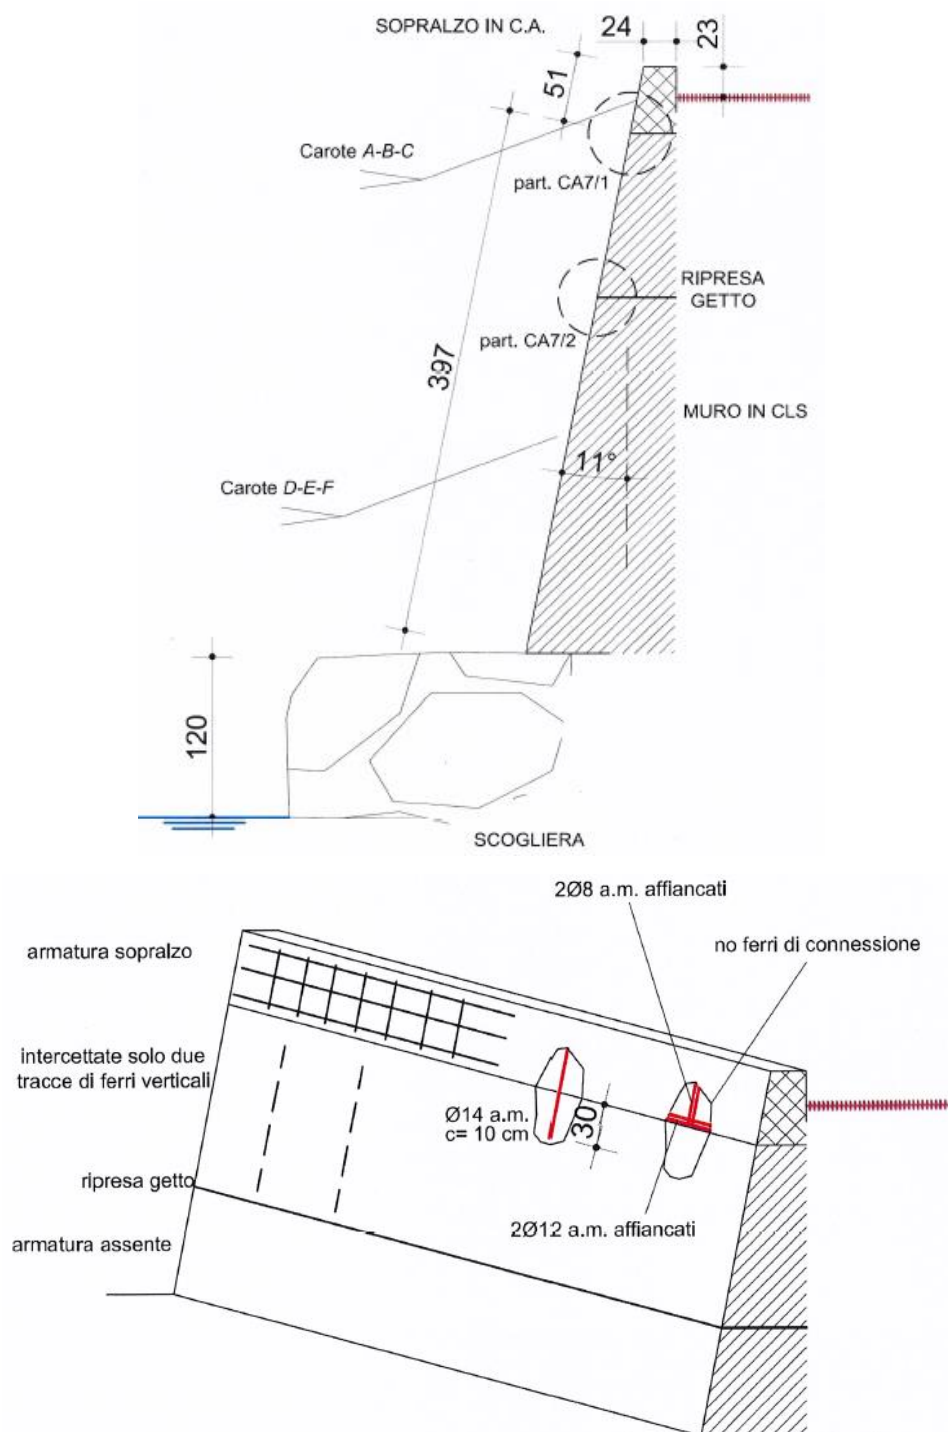 SOPRALZO IN C.A.
24
23
51
Carote A-B-C
part. CA7/1
RIPRESA
GETTO
part. CA7/2
397
MURO IN CLS
11°
Carote D-E-F
120
SCOGLIERA
2Ø8 a.m. affiancati
armatura sopralzo
no ferri di connessione
intercettate solo due
tracce di ferri verticali
Ø14 a.m.
c= 10 cm
30
ripresa getto
2Ø12 a.m. affiancati
armatura assente